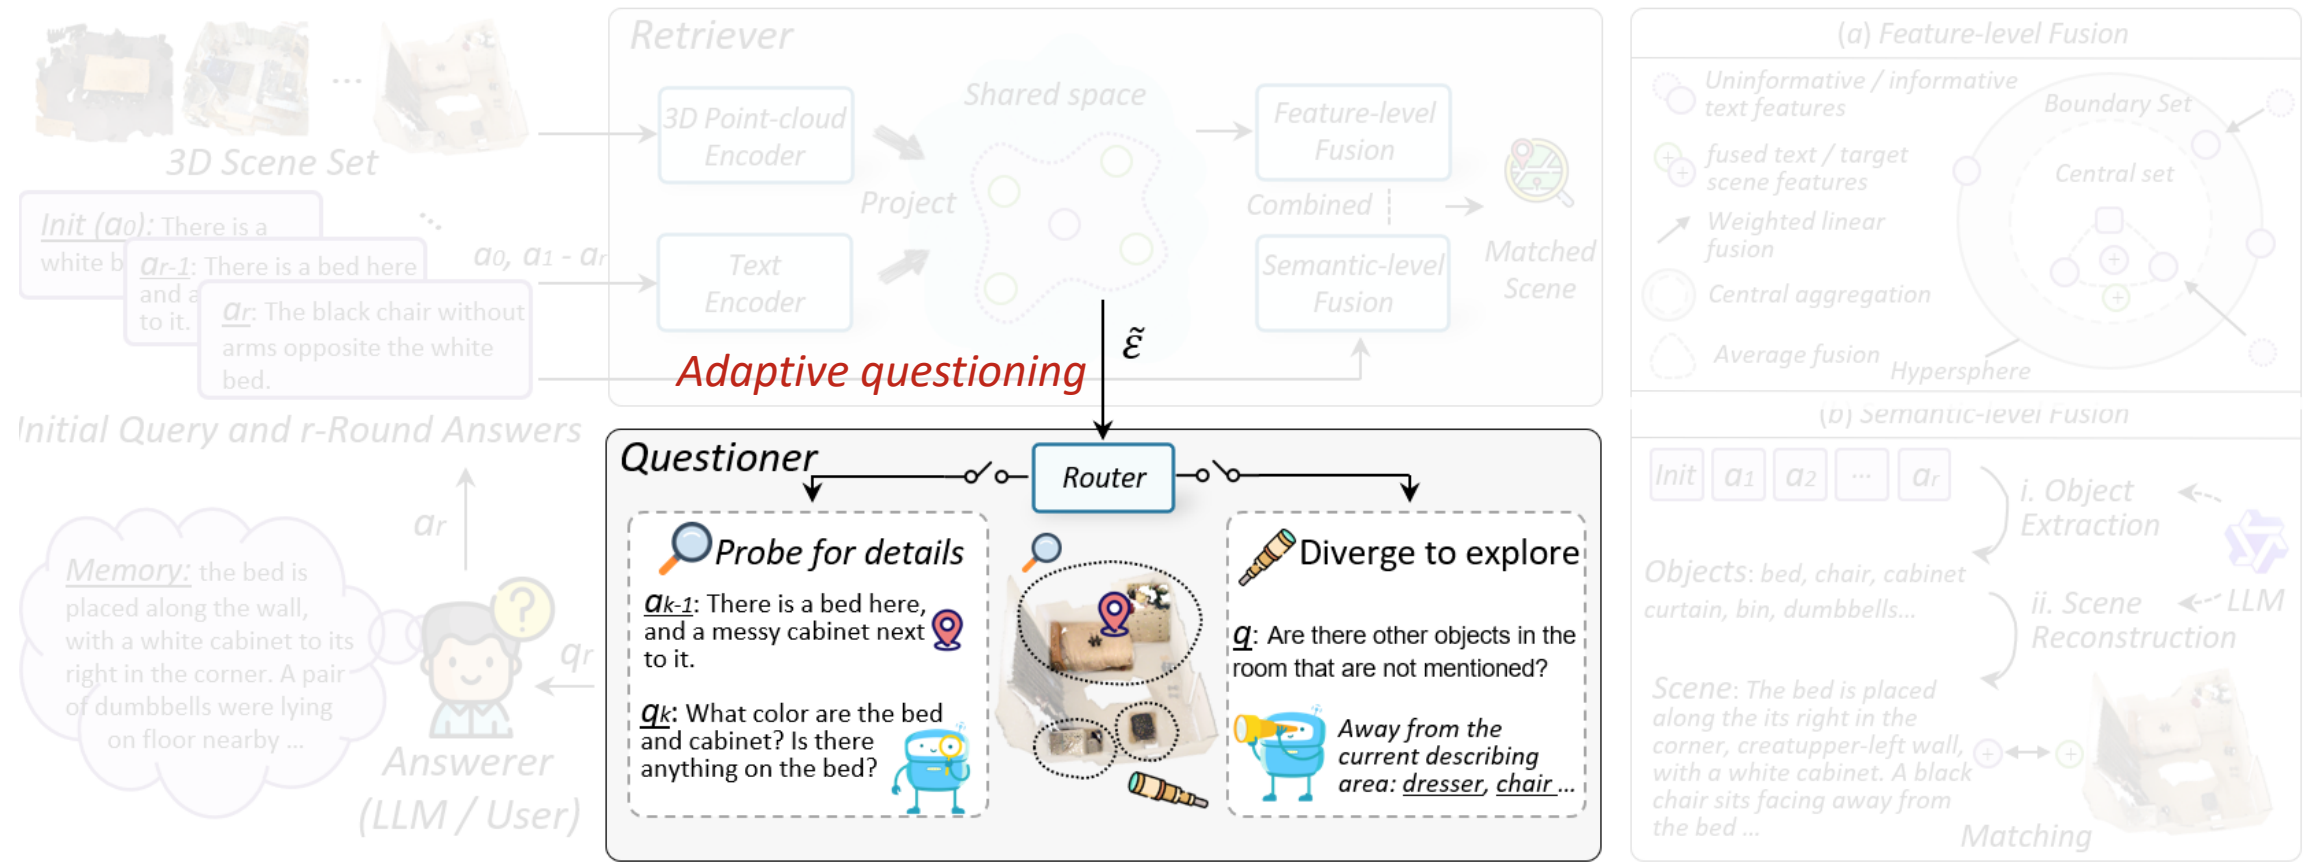 Retriever
3D Scene Set
Init (a0): There is a
white b
ar-1: There is a bed here
and a
to it.
ar: The black chair without
arms opposite the white
bed.
a0, a1 - ar
Initial Query and r-Round Answers
3D Point-cloud
Encoder
Text
Encoder
Project
Shared space
Feature-level
Fusion
Combined
Semantic-level
Fusion
Matched
Scene
Adaptive questioning
ε̃
Memory: the bed is
placed along the wall,
with a white cabinet to its
right in the corner. A pair
of dumbbells were lying
on floor nearby ...
ar
qr
Answerer
(LLM / User)
Questioner
Router
Probe for details
ak-1: There is a bed here,
and a messy cabinet next
to it.
qk: What color are the bed
and cabinet? Is there
anything on the bed?
Diverge to explore
q: Are there other objects in the
room that are not mentioned?
Away from the
current describing
area: dresser, chair ...
(a) Feature-level Fusion
Uninformative / informative
text features
fused text / target
scene features
Weighted linear
fusion
Central aggregation
Average fusion
Boundary Set
Central set
Hypersphere
(b) Semantic-level Fusion
Init a1 a2 ... ar
i. Object
Extraction
Objects: bed, chair, cabinet
curtain, bin, dumbbells...
ii. Scene
Reconstruction
LLM
Scene: The bed is placed
along the its right in the
corner, creatupper-left wall,
with a white cabinet. A black
chair sits facing away from
the bed ...
Matching